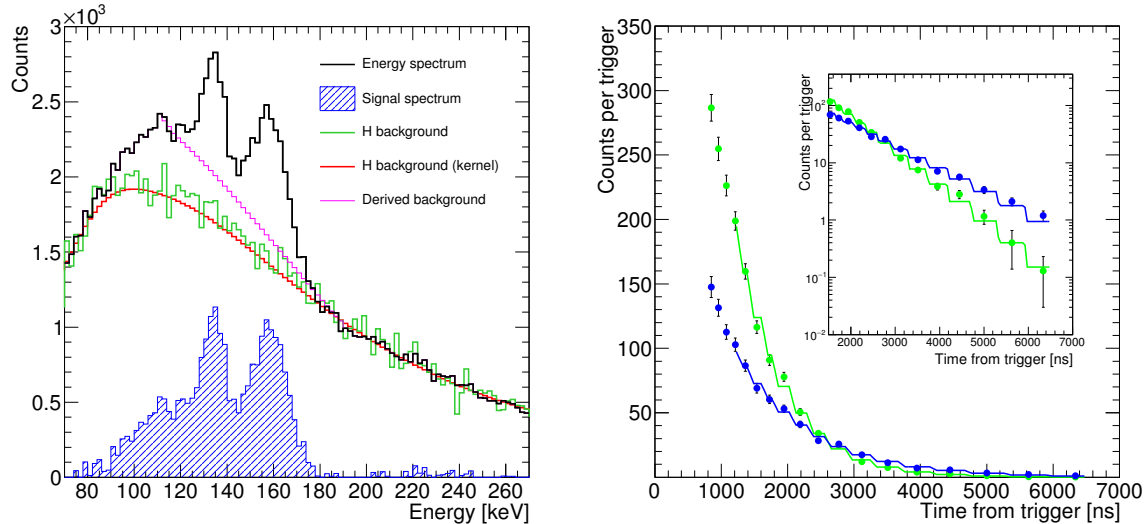 ×10³
Counts
3
2.5
2
1.5
1
0.5
0
80 100 120 140 160 180 200 220 240 260
Energy [keV]
Energy spectrum
Signal spectrum
H background
H background (kernel)
Derived background
Counts per trigger
350
300
250
200
150
100
50
0 1000 2000 3000 4000 5000 6000 7000
Time from trigger [ns]
Counts per trigger
10²
10
1
10⁻¹
10⁻²
2000 3000 4000 5000 6000 7000
Time from trigger [ns]